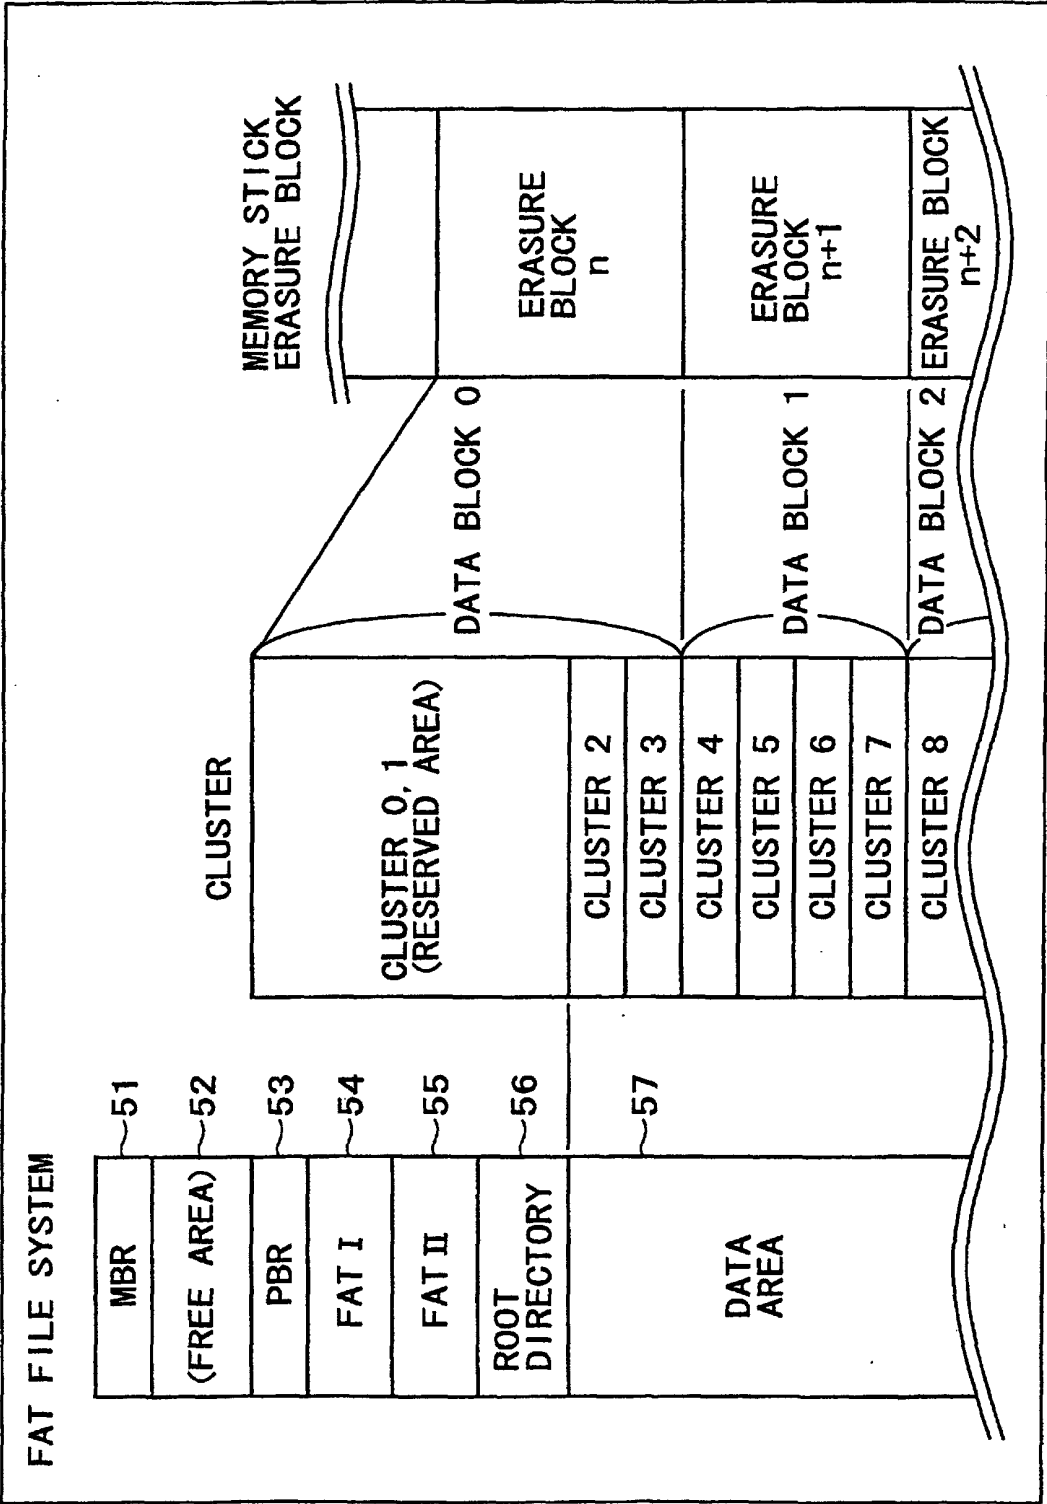 FAT FILE SYSTEM
MBR
51
(FREE AREA)
52
PBR
53
FAT I
54
FAT II
55
ROOT
DIRECTORY
56
DATA
AREA
57
CLUSTER
CLUSTER 0, 1
(RESERVED AREA)
CLUSTER 2
CLUSTER 3
CLUSTER 4
CLUSTER 5
CLUSTER 6
CLUSTER 7
CLUSTER 8
DATA BLOCK 0
DATA BLOCK 1
DATA BLOCK 2
MEMORY STICK
ERASURE BLOCK
ERASURE
BLOCK
n
ERASURE
BLOCK
n+1
ERASURE BLOCK
n+2